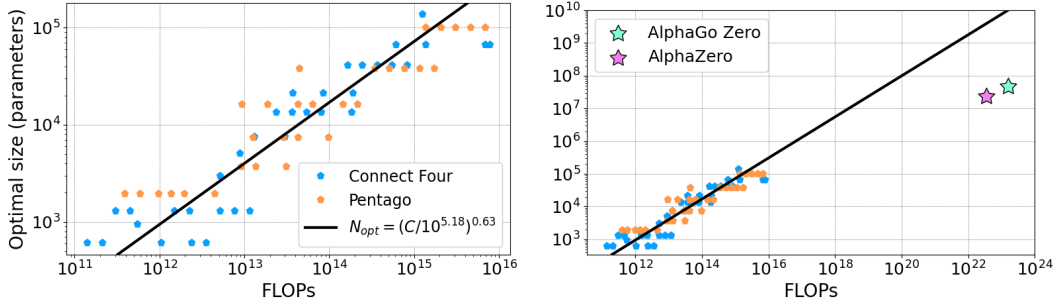 Optimal size (parameters)
10^5
10^4
10^3
Connect Four
Pentago
N_{opt} = (C/10^{5.18})^{0.63}
10^11 10^12 10^13 10^14 10^15 10^16
FLOPs
10^10
10^9
10^8
10^7
10^6
10^5
10^4
10^3
AlphaGo Zero
AlphaZero
10^12 10^14 10^16 10^18 10^20 10^22 10^24
FLOPs